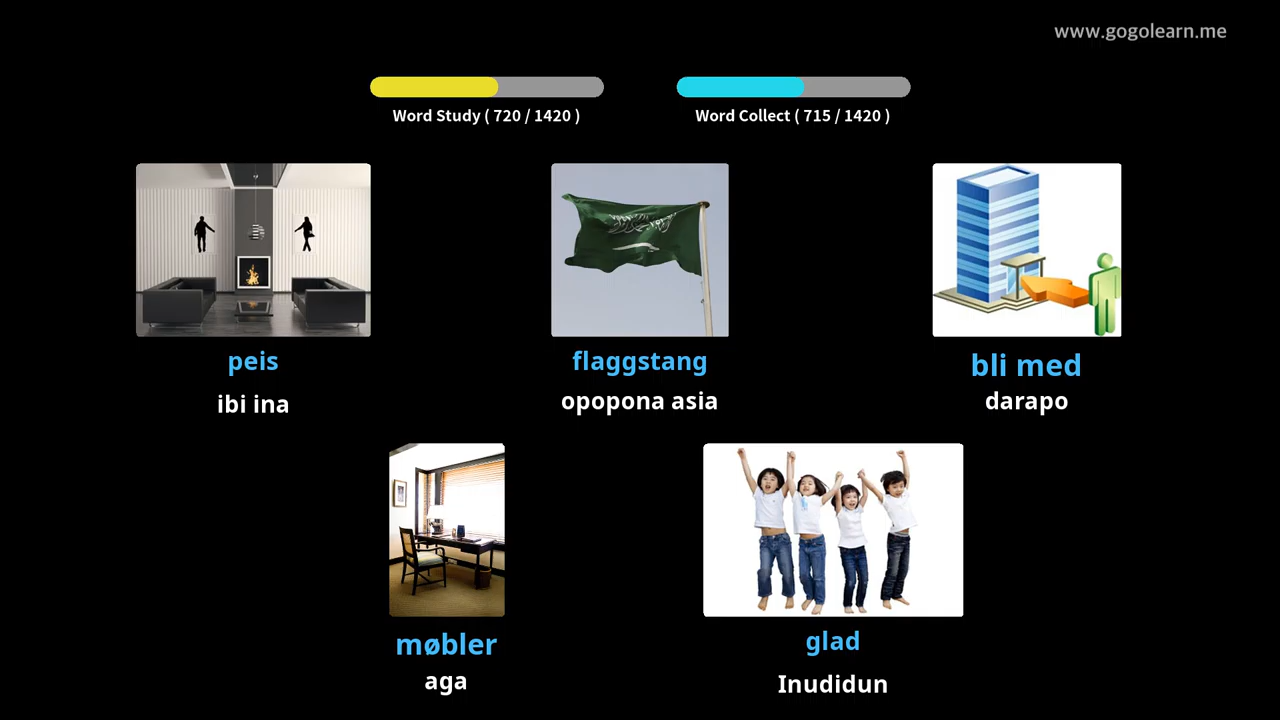 www.gogolearn.me
Word Study ( 720 / 1420 )
Word Collect ( 715 / 1420 )
peis
flaggstang
bli med
ibi ina
opopona asia
darapo
møbler
glad
aga
Inudidun